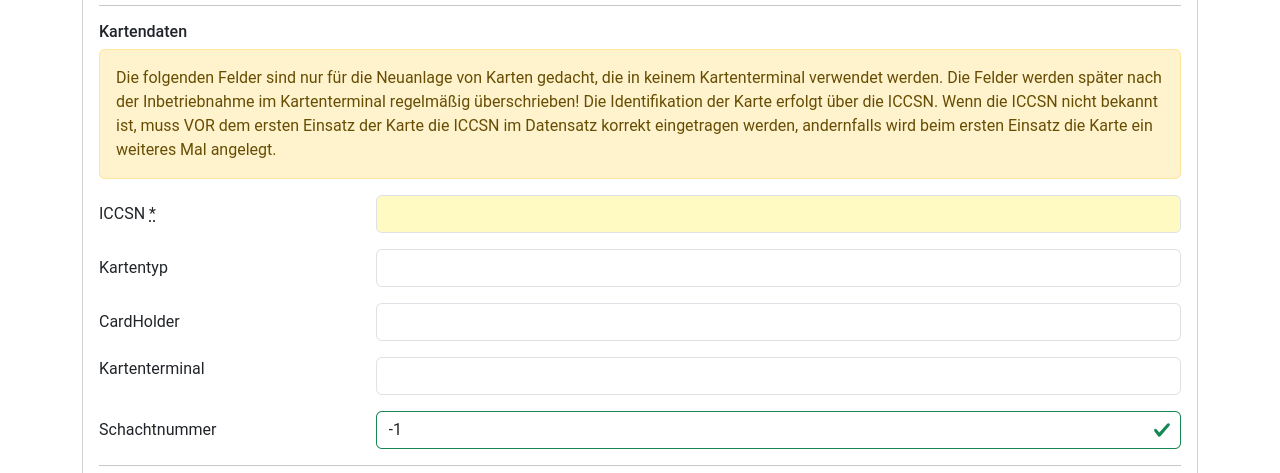 Kartendaten
Die folgenden Felder sind nur für die Neuanlage von Karten gedacht, die in keinem Kartenterminal verwendet werden. Die Felder werden später nach
der Inbetriebnahme im Kartenterminal regelmäßig überschrieben! Die Identifikation der Karte erfolgt über die ICCSN. Wenn die ICCSN nicht bekannt
ist, muss VOR dem ersten Einsatz der Karte die ICCSN im Datensatz korrekt eingetragen werden, andernfalls wird beim ersten Einsatz die Karte ein
weiteres Mal angelegt.
ICCSN *
Kartentyp
CardHolder
Kartenterminal
Schachtnummer -1